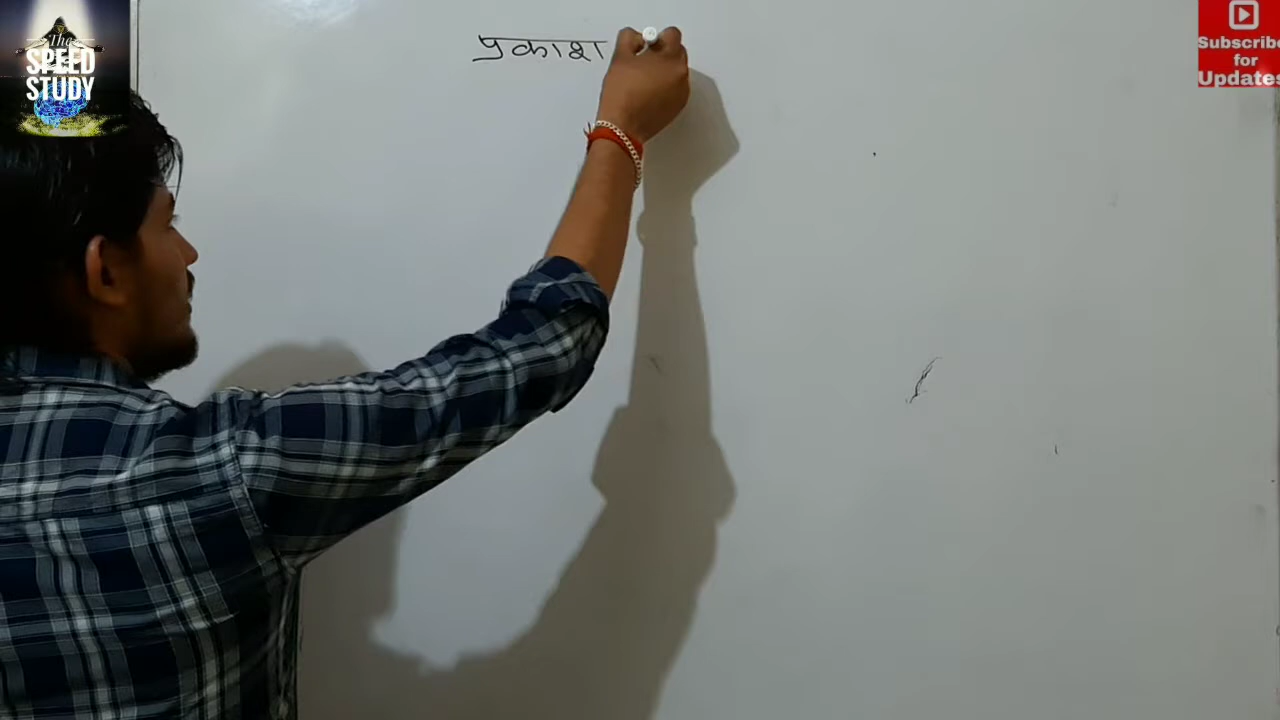 The
SPEED
STUDY
प्रकाश
Subscribe
for
Updates